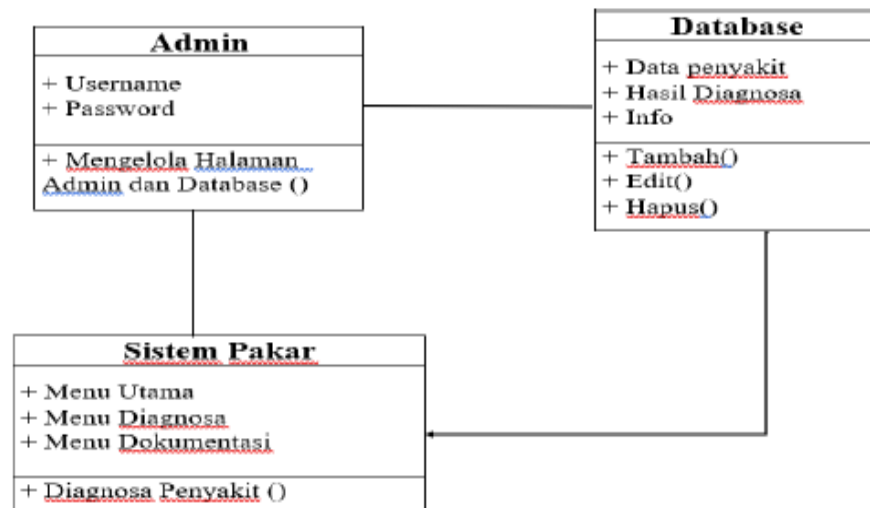 Admin
+ Username
+ Password
+ Mengelola Halaman
Admin dan Database ()
Database
+ Data penyakit
+ Hasil Diagnosa
+ Info
+ Tambah()
+ Edit()
+ Hapus()
Sistem Pakar
+ Menu Utama
+ Menu Diagnosa
+ Menu Dokumentasi
+ Diagnosa Penyakit ()